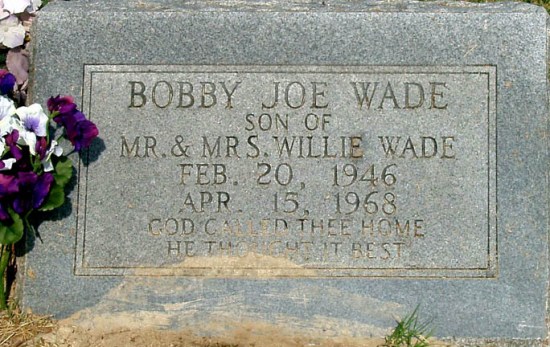 BOBBY JOE WADE
SON OF
MR. & MRS. WILLIE WADE
FEB. 20, 1946
APR. 15, 1968
GOD CALLED THEE HOME
HE THOUGHT IT BEST